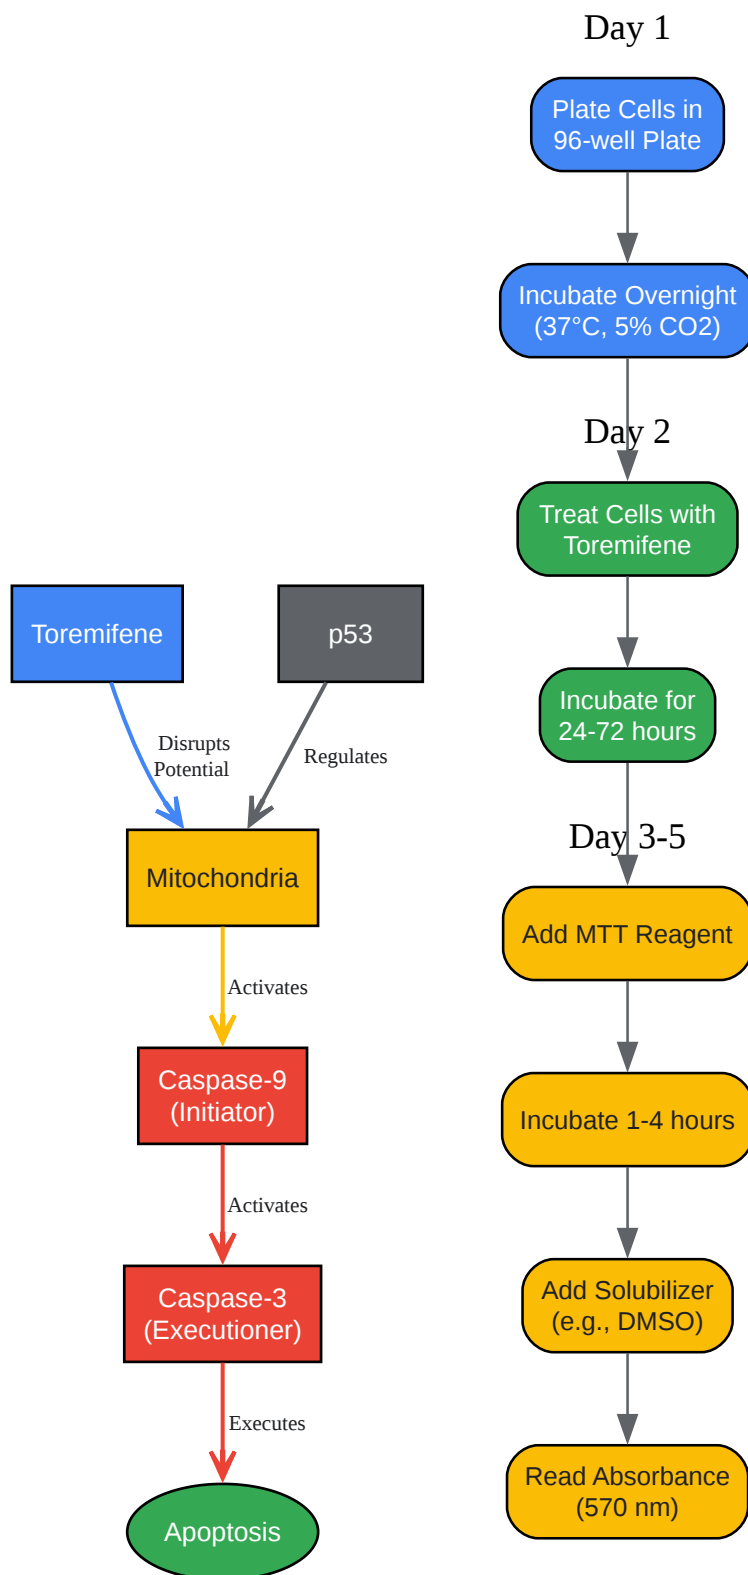 Day 1
Plate Cells in
96-well Plate
Incubate Overnight
(37°C, 5% CO2)
Day 2
Treat Cells with
Toremifene
Incubate for
24-72 hours
Day 3-5
Add MTT Reagent
Incubate 1-4 hours
Add Solubilizer
(e.g., DMSO)
Read Absorbance
(570 nm)
Toremifene
p53
Disrupts
Potential
Regulates
Mitochondria
Activates
Caspase-9
(Initiator)
Activates
Caspase-3
(Executioner)
Executes
Apoptosis